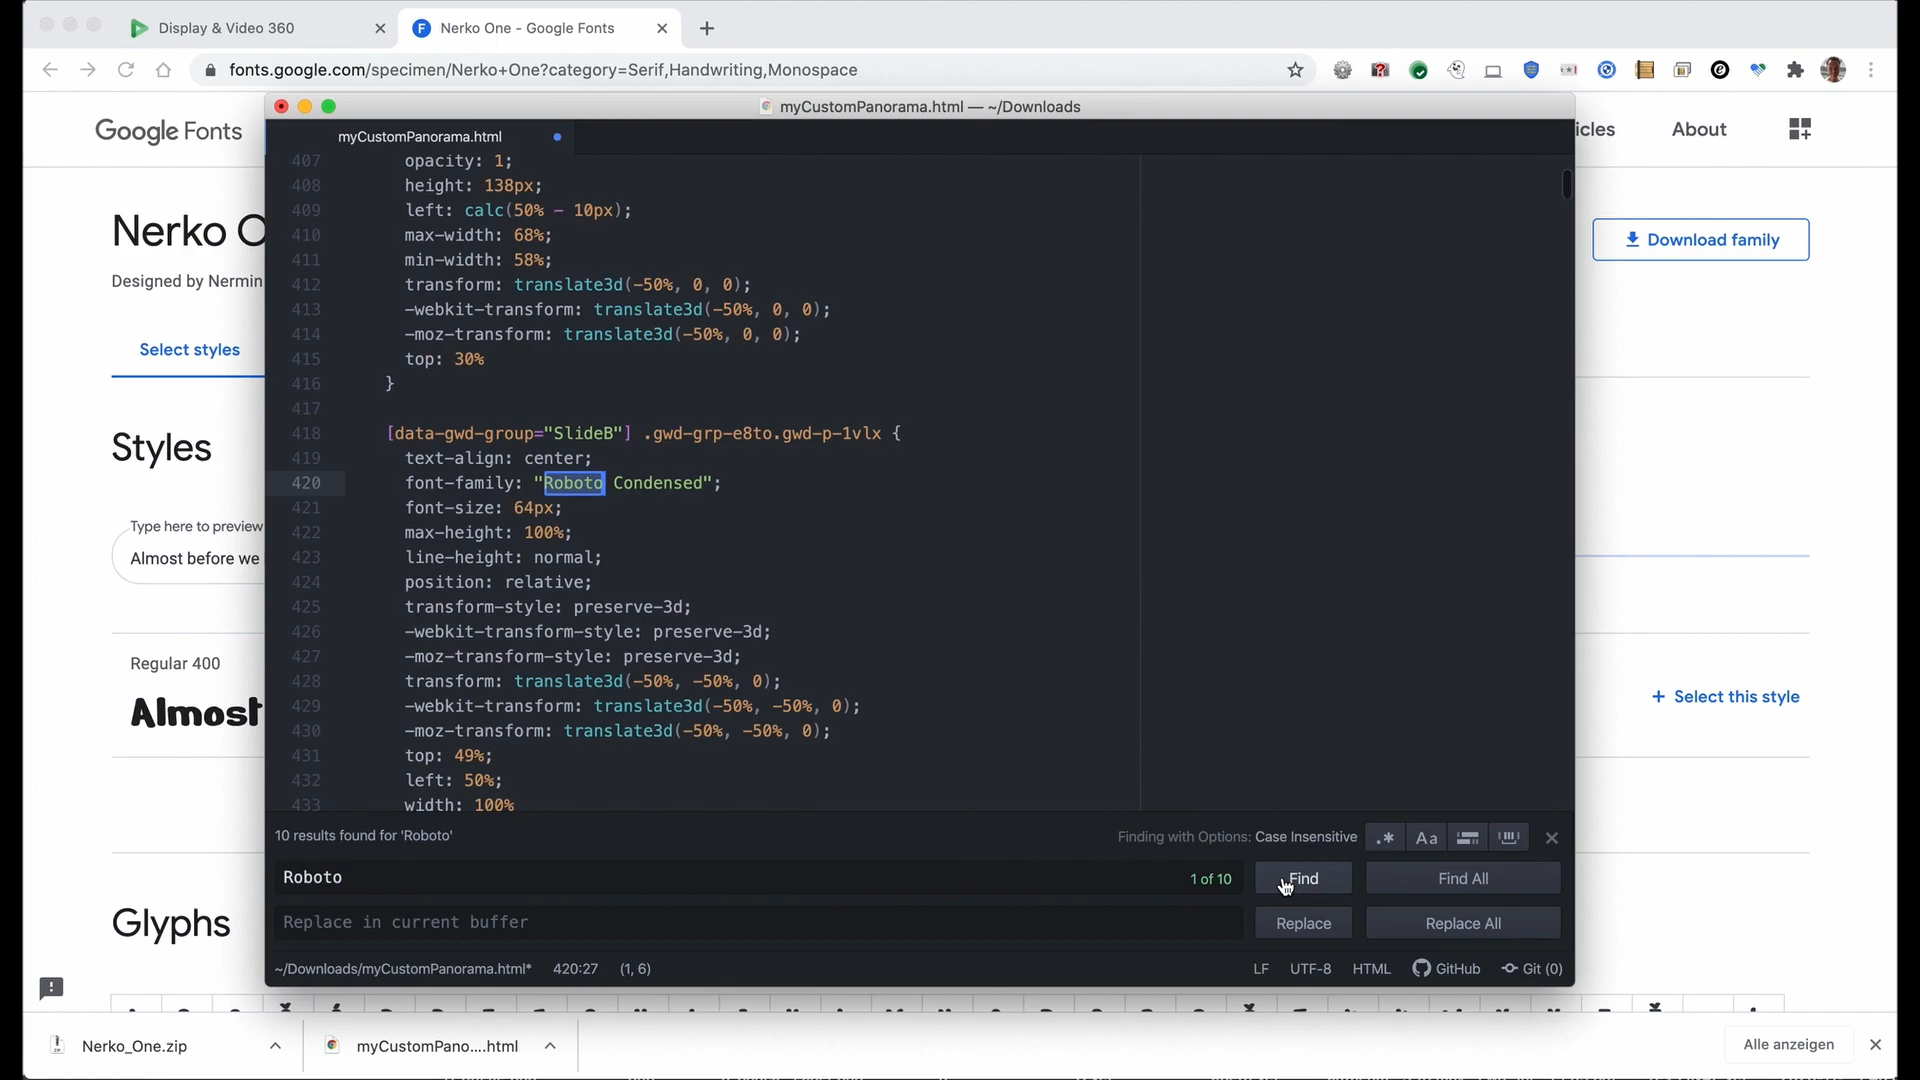 Display & Video 360
Nerko One - Google Fonts
fonts.google.com/specimen/Nerko+One?category=Serif,Handwriting,Monospace
myCustomPanorama.html — ~/Downloads
Google Fonts
icles
About
myCustomPanorama.html
407 opacity: 1;
408 height: 138px;
409 left: calc(50% - 10px);
410 max-width: 68%;
411 min-width: 58%;
412 transform: translate3d(-50%, 0, 0);
413 -webkit-transform: translate3d(-50%, 0, 0);
414 -moz-transform: translate3d(-50%, 0, 0);
415 top: 30%
416 }
417
418 [data-gwd-group="SlideB"] .gwd-grp-e8to.gwd-p-1vlx {
419 text-align: center;
420 font-family: "Roboto Condensed";
421 font-size: 64px;
422 max-height: 100%;
423 line-height: normal;
424 position: relative;
425 transform-style: preserve-3d;
426 -webkit-transform-style: preserve-3d;
427 -moz-transform-style: preserve-3d;
428 transform: translate3d(-50%, -50%, 0);
429 -webkit-transform: translate3d(-50%, -50%, 0);
430 -moz-transform: translate3d(-50%, -50%, 0);
431 top: 49%;
432 left: 50%;
433 width: 100%
Nerko O
Designed by Nermin
Download family
Select styles
Styles
Type here to preview
Almost before we
Regular 400
Almost
+ Select this style
Glyphs
10 results found for 'Roboto'
Finding with Options: Case Insensitive
.* Aa
Roboto
1 of 10
Find
Find All
Replace in current buffer
Replace
Replace All
~/Downloads/myCustomPanorama.html*
420:27
(1, 6)
LF
UTF-8
HTML
GitHub
Git (0)
Nerko_One.zip
myCustomPano....html
Alle anzeigen